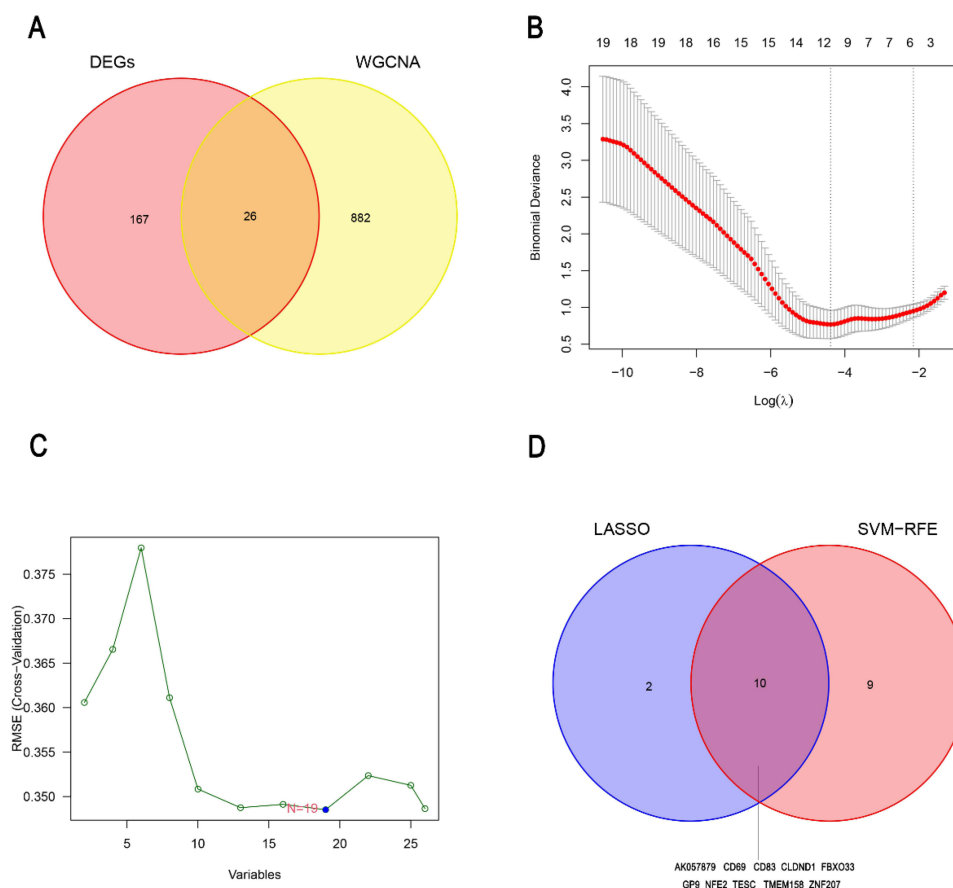 A
DEGs WGCNA
167 26 882
B
19 18 19 18 16 15 15 14 12 9 7 7 6 3
Binomial Deviance
4.0
3.5
3.0
2.5
2.0
1.5
1.0
0.5
−10 −8 −6 −4 −2
Log(λ)
C
RMSE (Cross−Validation)
0.375
0.370
0.365
0.360
0.355
0.350
N=19
5 10 15 20 25
Variables
D
LASSO SVM−RFE
2 10 9
AK057879 CD69 CD83 CLDND1 FBXO33
GP9 NFE2 TESC TMEM158 ZNF207